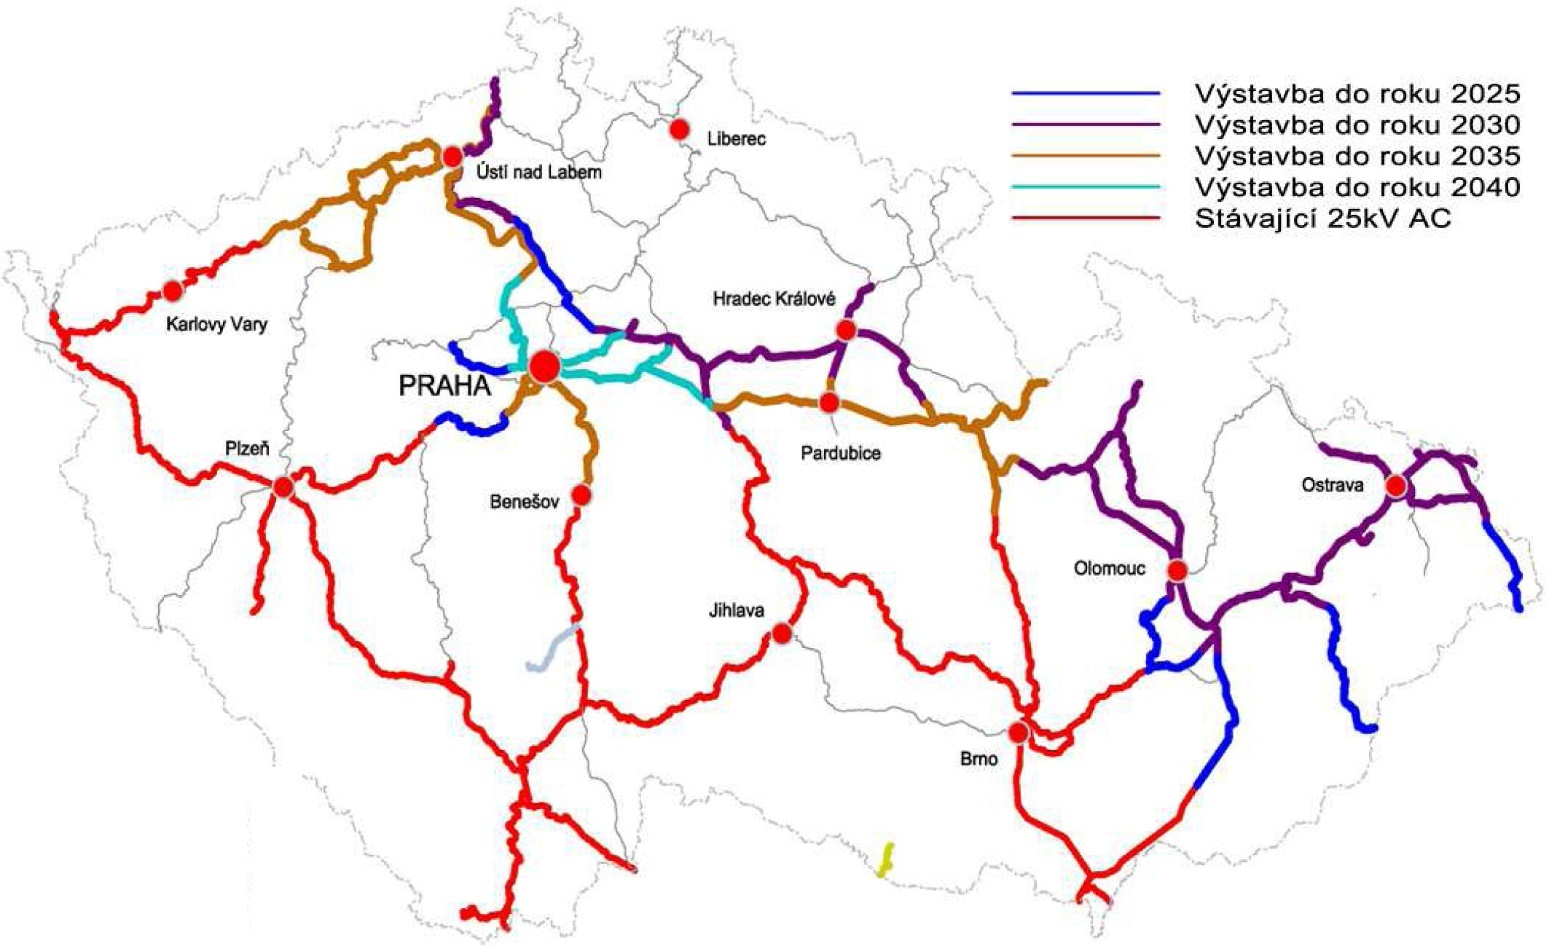 Výstavba do roku 2025
Výstavba do roku 2030
Výstavba do roku 2035
Výstavba do roku 2040
Stávající 25kV AC
Liberec
Ústí nad Labem
Hradec Králové
Karlovy Vary
PRAHA
Plzeň
Pardubice
Benešov
Ostrava
Olomouc
Jihlava
Brno